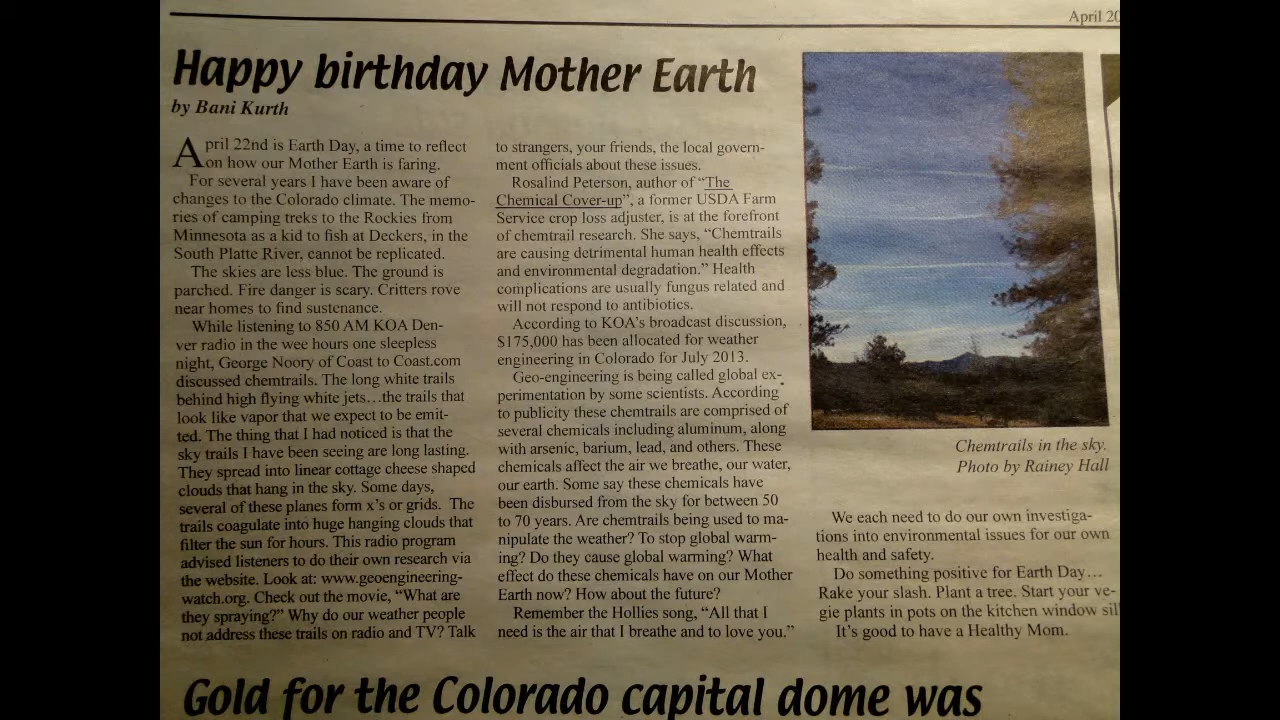 April 20
Happy birthday Mother Earth
by Bani Kurth
April 22nd is Earth Day, a time to reflect
on how our Mother Earth is faring.
For several years I have been aware of
changes to the Colorado climate. The memo-
ries of camping treks to the Rockies from
Minnesota as a kid to fish at Deckers, in the
South Platte River, cannot be replicated.
The skies are less blue. The ground is
parched. Fire danger is scary. Critters rove
near homes to find sustenance.
While listening to 850 AM KOA Den-
ver radio in the wee hours one sleepless
night, George Noory of Coast to Coast.com
discussed chemtrails. The long white trails
behind high flying white jets…the trails that
look like vapor that we expect to be emit-
ted. The thing that I had noticed is that the
sky trails I have been seeing are long lasting.
They spread into linear cottage cheese shaped
clouds that hang in the sky. Some days,
several of these planes form x's or grids. The
trails coagulate into huge hanging clouds that
filter the sun for hours. This radio program
advised listeners to do their own research via
the website. Look at: www.geoengineering-
watch.org. Check out the movie, “What are
they spraying?” Why do our weather people
not address these trails on radio and TV? Talk
to strangers, your friends, the local govern-
ment officials about these issues.
Rosalind Peterson, author of “The
Chemical Cover-up”, a former USDA Farm
Service crop loss adjuster, is at the forefront
of chemtrail research. She says, “Chemtrails
are causing detrimental human health effects
and environmental degradation.” Health
complications are usually fungus related and
will not respond to antibiotics.
According to KOA's broadcast discussion,
$175,000 has been allocated for weather
engineering in Colorado for July 2013.
Geo-engineering is being called global ex-
perimentation by some scientists. According
to publicity these chemtrails are comprised of
several chemicals including aluminum, along
with arsenic, barium, lead, and others. These
chemicals affect the air we breathe, our water,
our earth. Some say these chemicals have
been disbursed from the sky for between 50
to 70 years. Are chemtrails being used to ma-
nipulate the weather? To stop global warm-
ing? Do they cause global warming? What
effect do these chemicals have on our Mother
Earth now? How about the future?
Remember the Hollies song, “All that I
need is the air that I breathe and to love you.”
Chemtrails in the sky.
Photo by Rainey Hall
We each need to do our own investiga-
tions into environmental issues for our own
health and safety.
Do something positive for Earth Day…
Rake your slash. Plant a tree. Start your ve-
gie plants in pots on the kitchen window sill
It's good to have a Healthy Mom.
Gold for the Colorado capital dome was